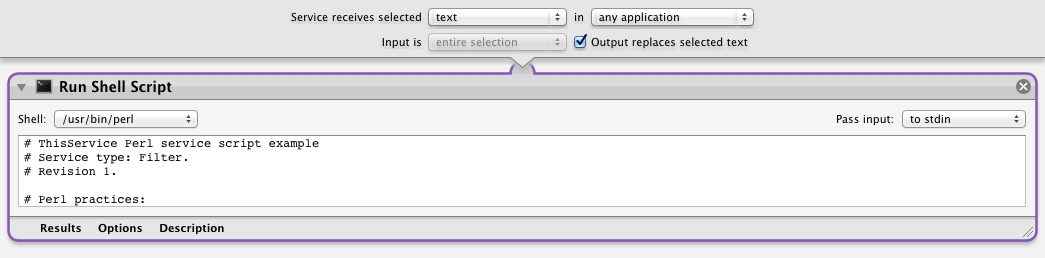 Service receives selected text in any application
Input is entire selection Output replaces selected text
Run Shell Script
Shell: /usr/bin/perl Pass input: to stdin
# ThisService Perl service script example
# Service type: Filter.
# Revision 1.
# Perl practices:
Results Options Description